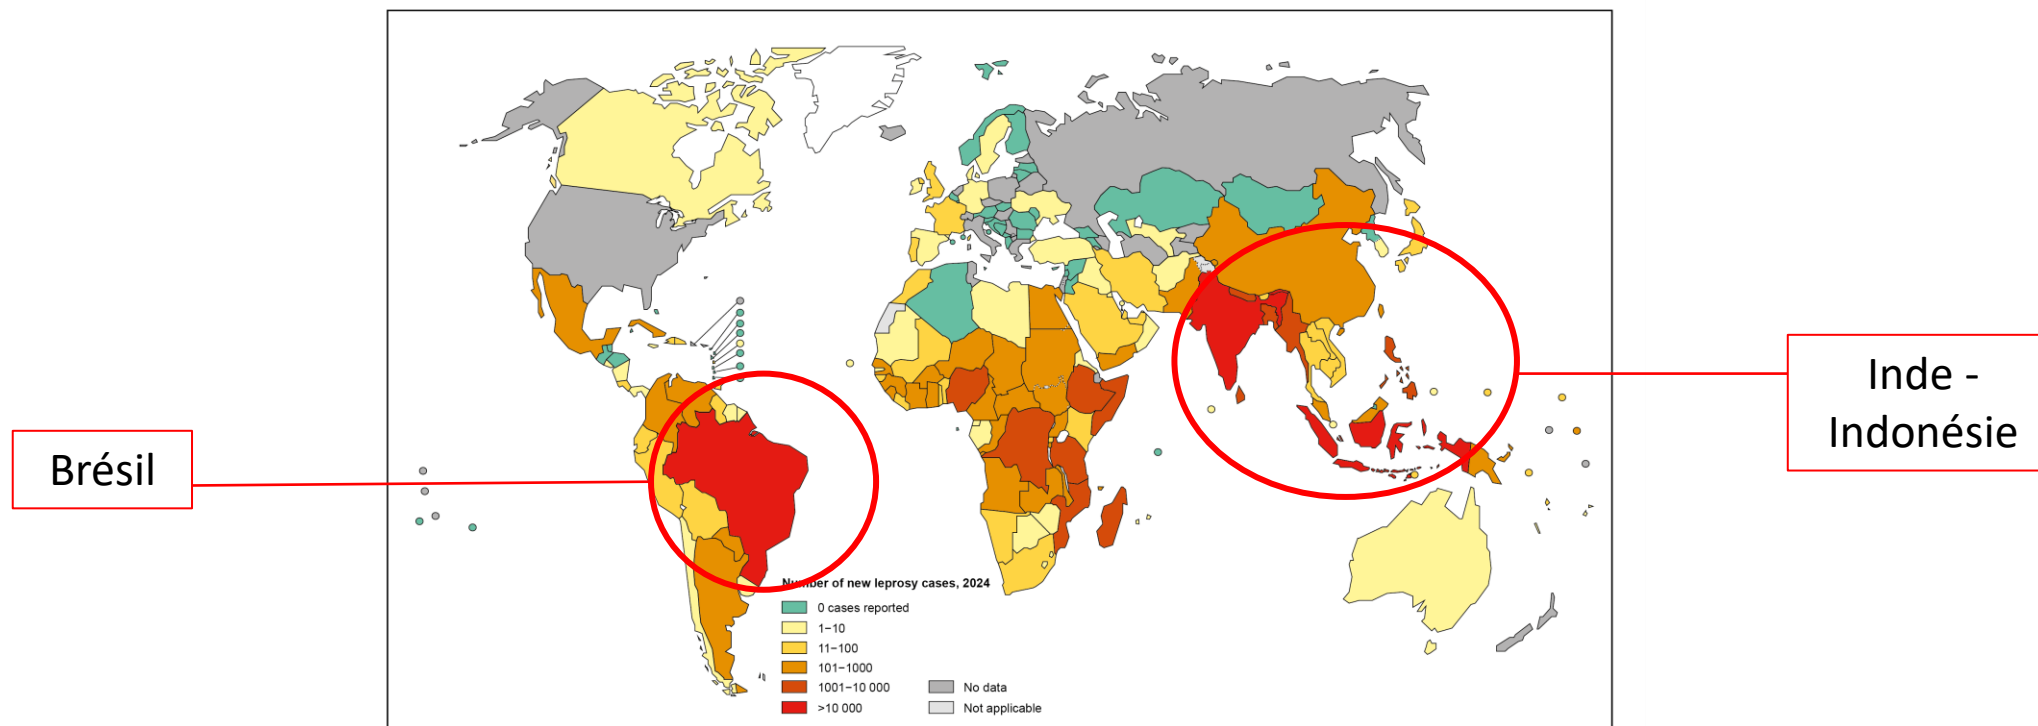 Brésil
Inde -
Indonésie
Number of new leprosy cases, 2024
0 cases reported
1–10
11–100
101–1000
1001–10 000
>10 000
No data
Not applicable